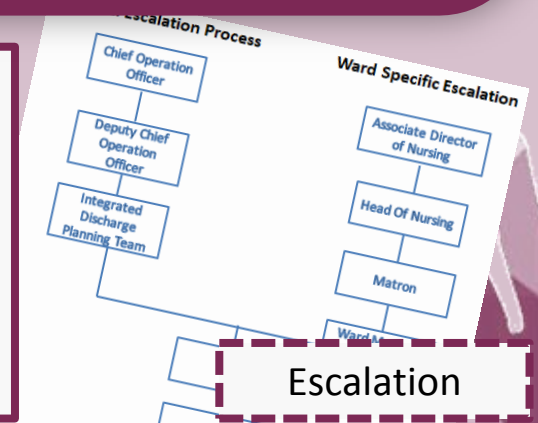 Escalation Process
Chief Operation
Officer
Deputy Chief
Operation
Officer
Integrated
Discharge
Planning Team
Ward Specific Escalation
Associate Director
of Nursing
Head Of Nursing
Matron
Escalation